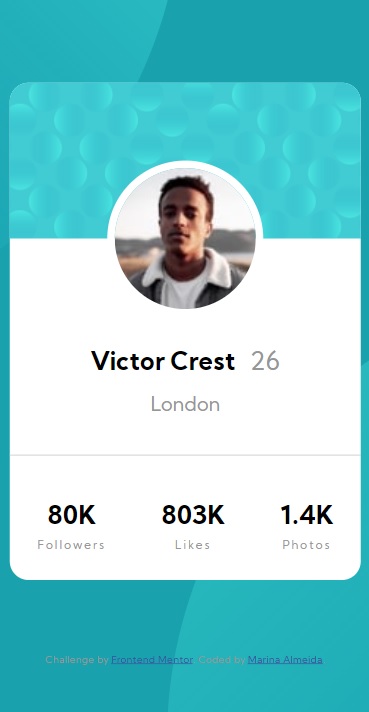 Victor Crest 26
London
80K 803K 1.4K
Followers Likes Photos
Challenge by Frontend Mentor. Coded by Marina Almeida.